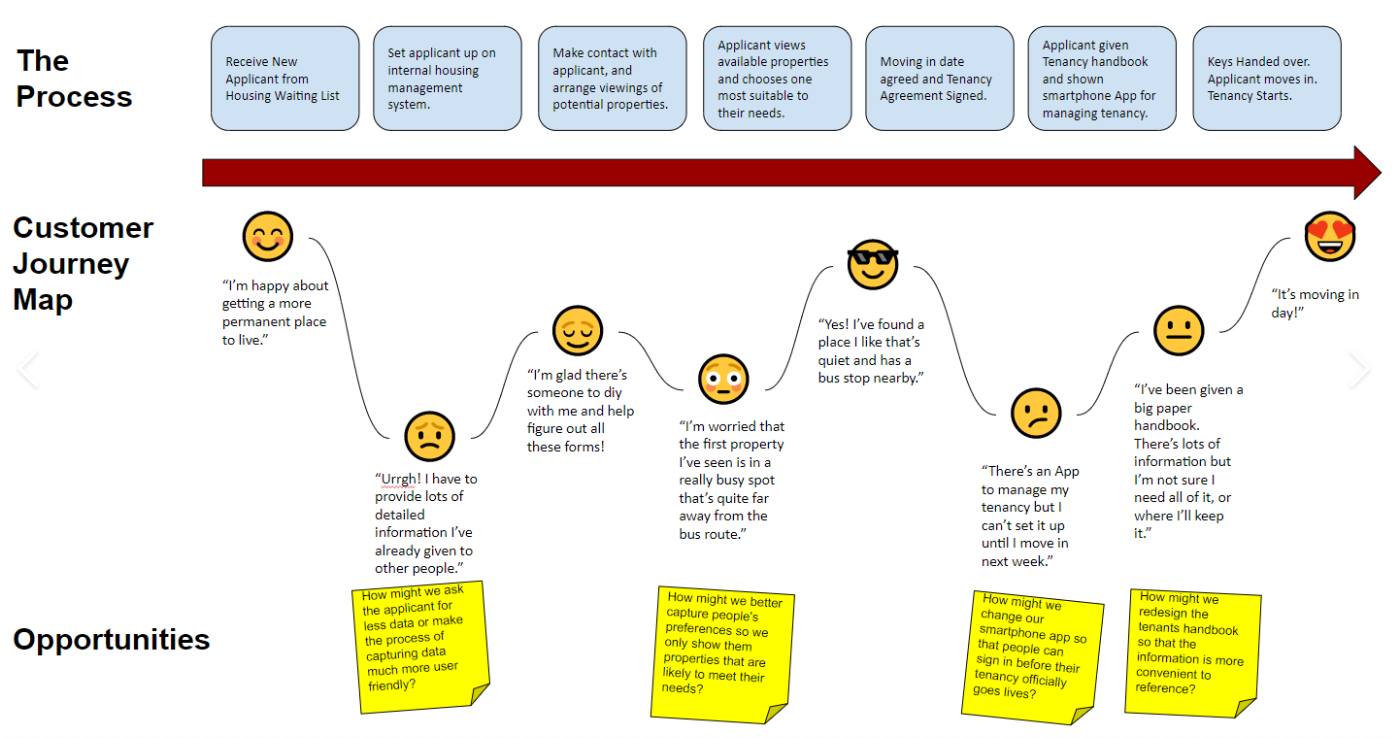 The
Process
Receive New
Applicant from
Housing Waiting List
Set applicant up on
internal housing
management
system.
Make contact with
applicant, and
arrange viewings of
potential properties.
Applicant views
available properties
and chooses one
most suitable to
their needs.
Moving in date
agreed and Tenancy
Agreement Signed.
Applicant given
Tenancy handbook
and shown
smartphone App for
managing tenancy.
Keys Handed over.
Applicant moves in.
Tenancy Starts.
Customer
Journey
Map
“I’m happy about
getting a more
permanent place
to live.”
“Urrgh! I have to
provide lots of
detailed
information I’ve
already given to
other people.”
“I’m glad there’s
someone to diy
with me and help
figure out all
these forms!
“I’m worried that
the first property
I’ve seen is in a
really busy spot
that’s quite far
away from the
bus route.”
“Yes! I’ve found a
place I like that’s
quiet and has a
bus stop nearby.”
“There’s an App
to manage my
tenancy but I
can’t set it up
until I move in
next week.”
“I’ve been given a
big paper
handbook.
There’s lots of
information but
I’m not sure I
need all of it, or
where I’ll keep
it.”
“It’s moving in
day!”
Opportunities
How might we ask
the applicant for
less data or make
the process of
capturing data
much more user
friendly?
How might we better
capture people’s
preferences so we
only show them
properties that are
likely to meet their
needs?
How might we
change our
smartphone app so
that people can
sign in before their
tenancy officially
goes lives?
How might we
redesign the
tenants handbook
so that the
information is more
convenient to
reference?